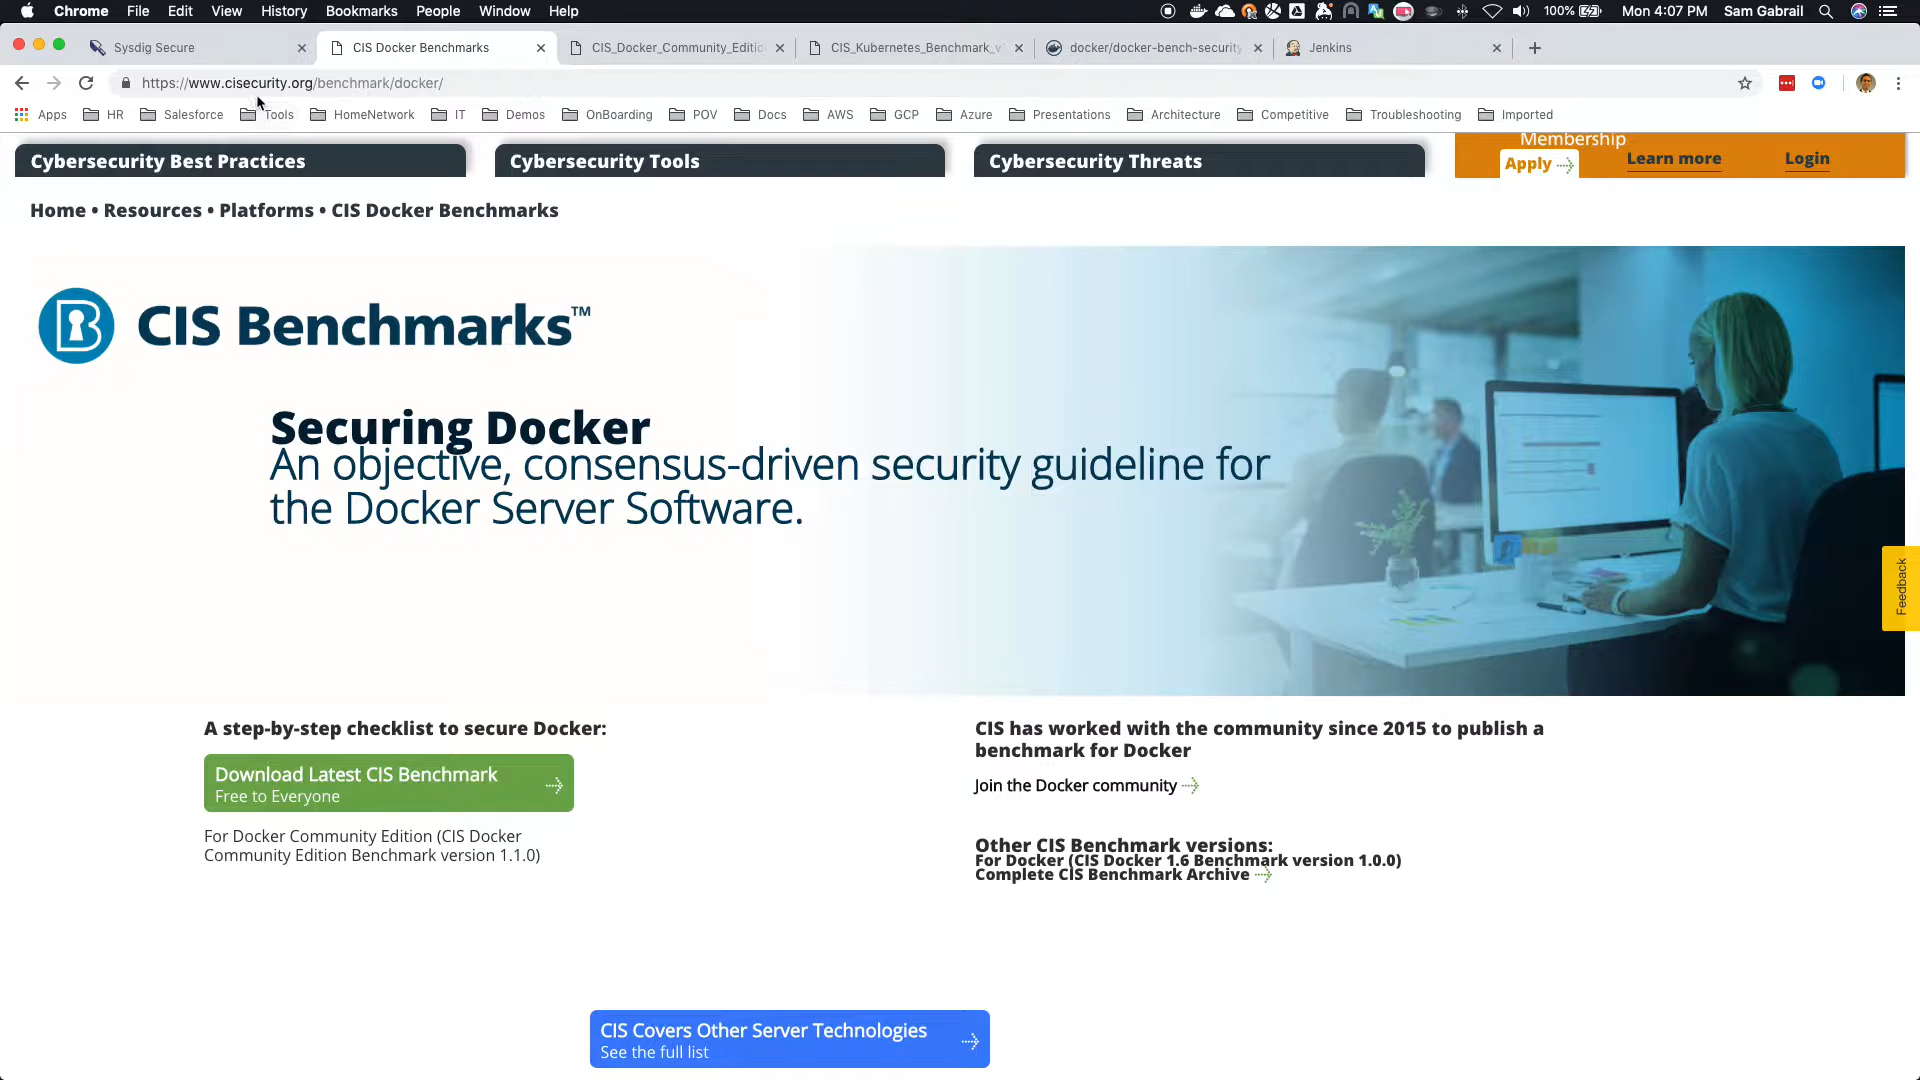 Chrome File Edit View History Bookmarks People Window Help 100% Mon 4:07 PM Sam Gabrail
Sysdig Secure CIS Docker Benchmarks CIS_Docker_Community_Editio CIS_Kubernetes_Benchmark_v docker/docker-bench-security Jenkins
https://www.cisecurity.org/benchmark/docker/
Apps HR Salesforce Tools HomeNetwork IT Demos OnBoarding POV Docs AWS GCP Azure Presentations Architecture Competitive Troubleshooting Imported
Cybersecurity Best Practices Cybersecurity Tools Cybersecurity Threats Membership
Apply Learn more Login
Home • Resources • Platforms • CIS Docker Benchmarks
CIS Benchmarks™
Securing Docker
An objective, consensus-driven security guideline for
the Docker Server Software.
Feedback
A step-by-step checklist to secure Docker:
Download Latest CIS Benchmark
Free to Everyone
For Docker Community Edition (CIS Docker
Community Edition Benchmark version 1.1.0)
CIS has worked with the community since 2015 to publish a
benchmark for Docker
Join the Docker community
Other CIS Benchmark versions:
For Docker (CIS Docker 1.6 Benchmark version 1.0.0)
Complete CIS Benchmark Archive
CIS Covers Other Server Technologies
See the full list